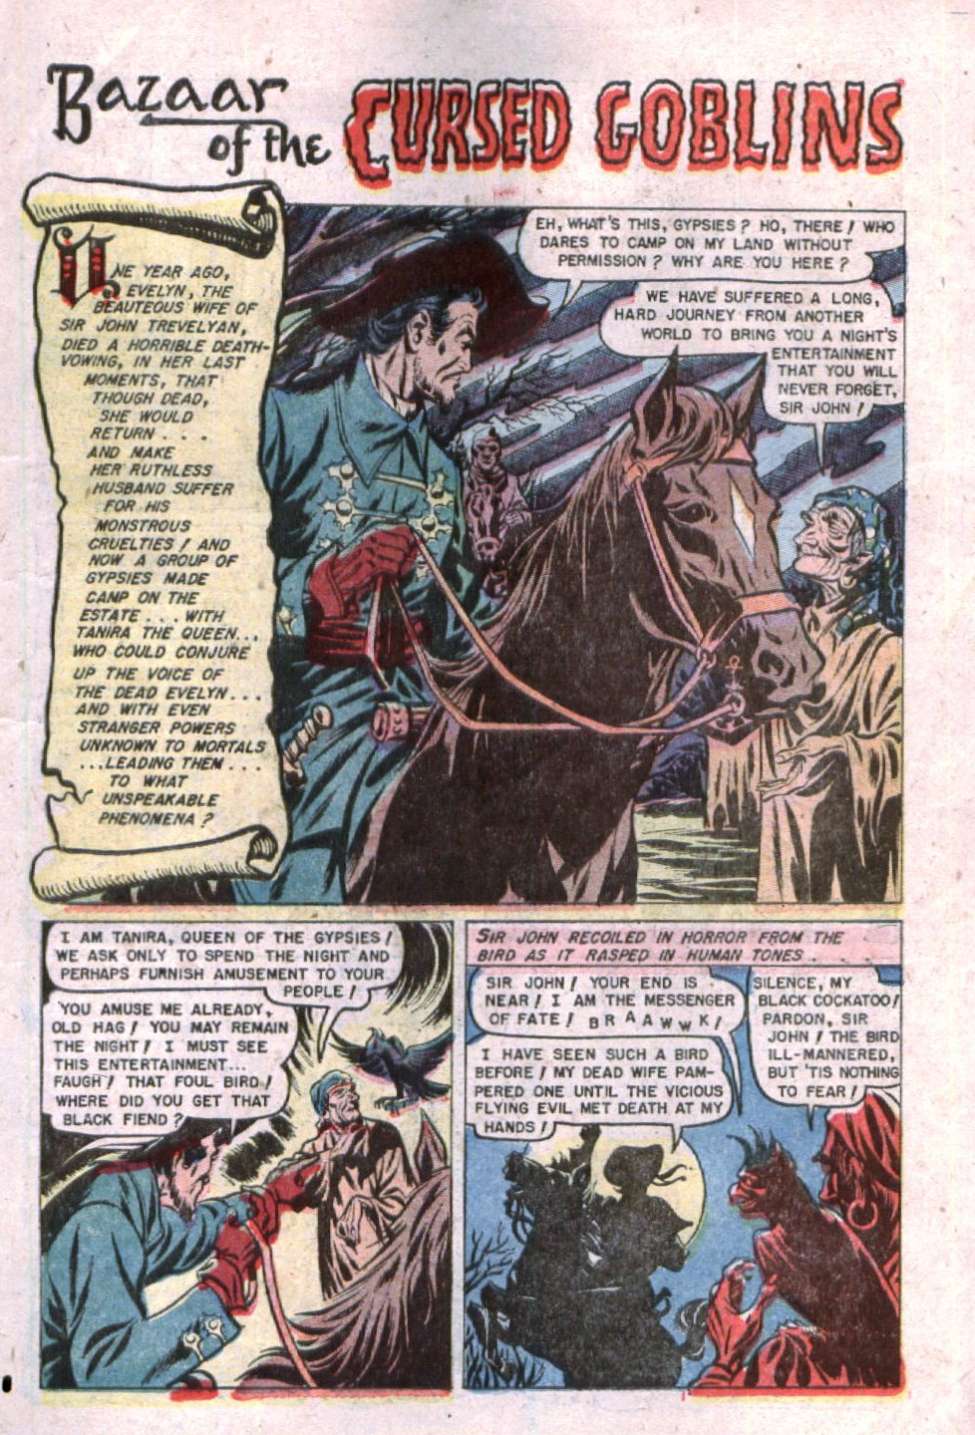 Bazaar
of the
CURSED GOBLINS
ONE YEAR AGO,
EVELYN, THE
BEAUTEOUS WIFE OF
SIR JOHN TREVELYAN,
DIED A HORRIBLE DEATH-
VOWING, IN HER LAST
MOMENTS, THAT
THOUGH DEAD,
SHE WOULD
RETURN . . .
AND MAKE
HER RUTHLESS
HUSBAND SUFFER
FOR HIS
MONSTROUS
CRUELTIES! AND
NOW A GROUP OF
GYPSIES MADE
CAMP ON THE
ESTATE . . . WITH
TANIRA THE QUEEN . . .
WHO COULD CONJURE
UP THE VOICE OF
THE DEAD EVELYN . . .
AND WITH EVEN
STRANGER POWERS
UNKNOWN TO MORTALS
. . . LEADING THEM . . .
TO WHAT
UNSPEAKABLE
PHENOMENA?
EH, WHAT'S THIS, GYPSIES? HO, THERE! WHO
DARES TO CAMP ON MY LAND WITHOUT
PERMISSION? WHY ARE YOU HERE?
WE HAVE SUFFERED A LONG,
HARD JOURNEY FROM ANOTHER
WORLD TO BRING YOU A NIGHT'S
ENTERTAINMENT
THAT YOU WILL
NEVER FORGET,
SIR JOHN!
I AM TANIRA, QUEEN OF THE GYPSIES!
WE ASK ONLY TO SPEND THE NIGHT AND
PERHAPS FURNISH AMUSEMENT TO YOUR
PEOPLE!
YOU AMUSE ME ALREADY,
OLD HAG! YOU MAY REMAIN
THE NIGHT! I MUST SEE
THIS ENTERTAINMENT...
FAUGH! THAT FOUL BIRD!
WHERE DID YOU GET THAT
BLACK FIEND?
SIR JOHN RECOILED IN HORROR FROM THE
BIRD AS IT RASPED IN HUMAN TONES . . . .
SIR JOHN! YOUR END IS
NEAR! I AM THE MESSENGER
OF FATE! BRAAWWK!
I HAVE SEEN SUCH A BIRD
BEFORE! MY DEAD WIFE PAM-
PERED ONE UNTIL THE VICIOUS
FLYING EVIL MET DEATH AT MY
HANDS!
SILENCE, MY
BLACK COCKATOO!
PARDON, SIR
JOHN! THE BIRD
ILL-MANNERED,
BUT 'TIS NOTHING
TO FEAR!